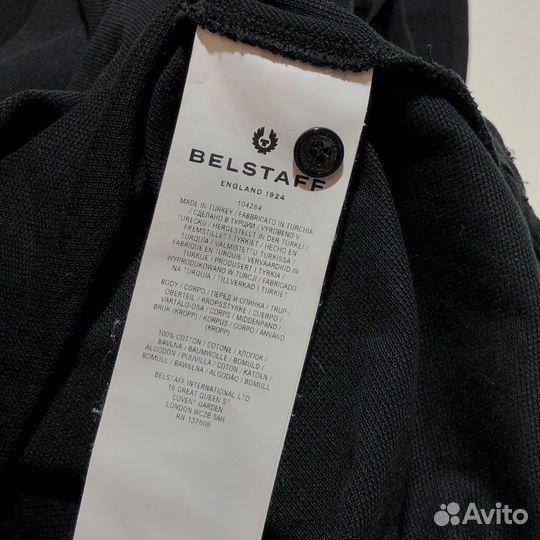 BELSTAFF
ENGLAND 1924
104284
MADE IN TURKEY / FABBRICATO IN TURCHIA
/ СДЕЛАНО В ТУРЦИИ / VYROBENO V
TURECKU / HERGESTELLT IN DER TÜRKEI /
FREMSTILLET I TYRKIET / HECHO EN
TURQUÍA / VALMISTETTU TURKISSA /
FABRIQUE EN TURQUIE / VERVAARDIGD IN
TURKIJE / PRODUSERT I TYRKIA /
WYPRODUKOWANO W TURCJI / FABRICADO
NA TURQUIA / TILLVERKAD I TURKIET
BODY / CORPO / ПЕРЕД И СПИНКА / TRUP /
OBERTEIL / KROPSSTYKKE / CUERPO /
VARTALO-OSA / CORPS / MIDDENPAND /
BRUK (KROPP) / KORPUS / CORPO / ANVÄND
(KROPP)
100% COTTON / COTONE / ХЛОПОК /
BAVLNA / BAUMWOLLE / BOMULD /
ALGODÓN / PUUVILLA / COTON / KATOEN /
BOMULL / BAWEŁNA / ALGODÃO / BOMULL
BELSTAFF INTERNATIONAL LTD
16 GREAT QUEEN ST.
COVENT GARDEN
LONDON,WC2B 5AH
RN 137608
Avito